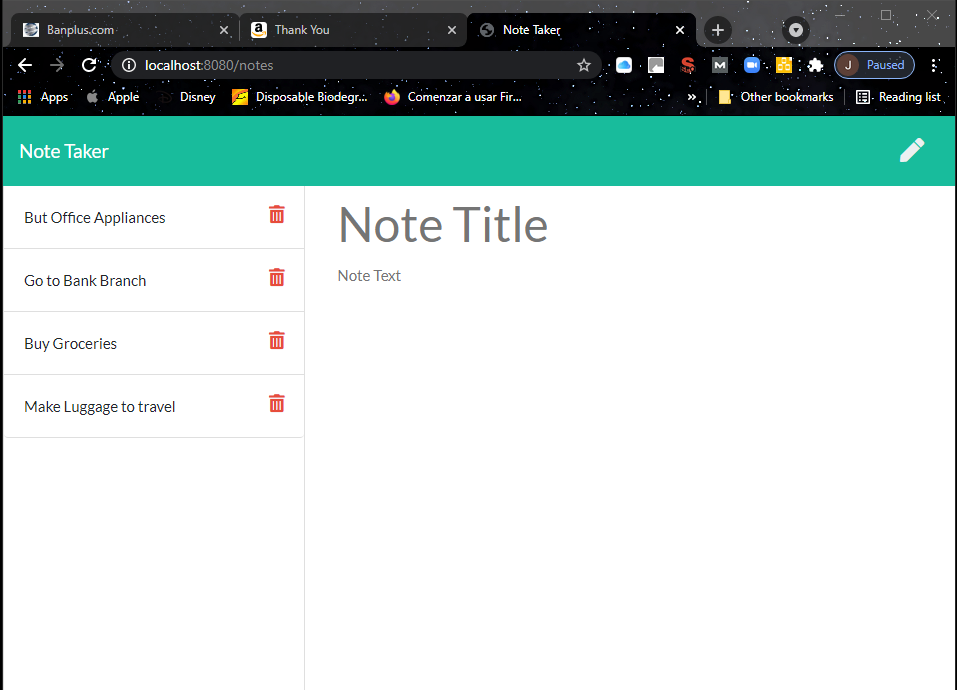 Banplus.com
Thank You
Note Taker
localhost:8080/notes
J Paused
Apps
Apple
Disney
Disposable Biodegr...
Comenzar a usar Fir...
»
Other bookmarks
Reading list
Note Taker
But Office Appliances
Go to Bank Branch
Buy Groceries
Make Luggage to travel
Note Title
Note Text